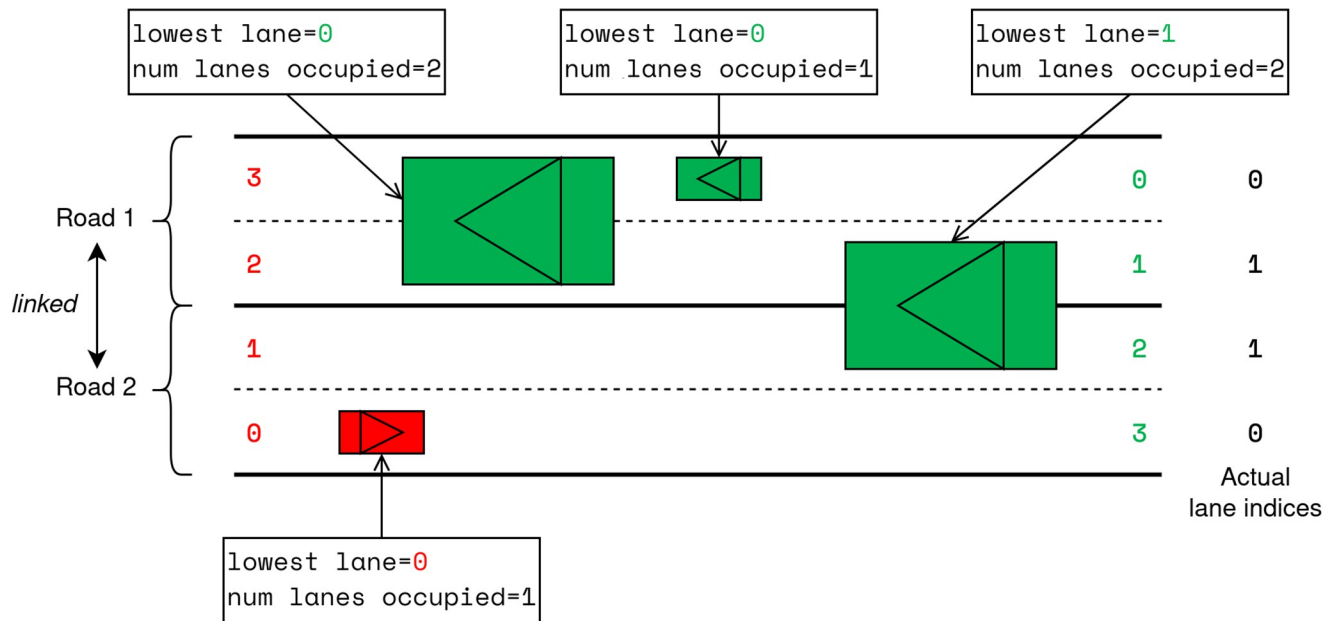 lowest lane=0
num lanes occupied=2
lowest lane=0
num lanes occupied=1
lowest lane=1
num lanes occupied=2
Road 1
linked
Road 2
3
2
1
0
0
1
2
3
0
1
1
0
Actual
lane indices
lowest lane=0
num lanes occupied=1